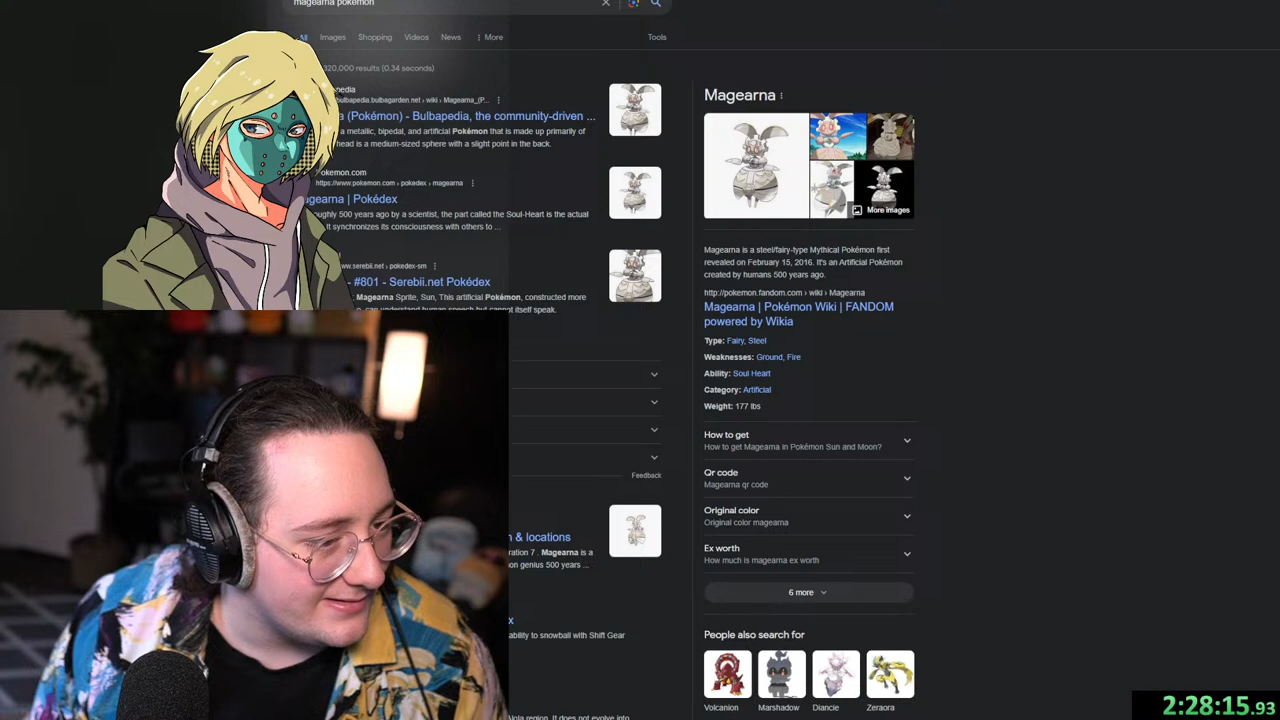 magearna pokemon
All Images Shopping Videos News More Tools
320,000 results (0.34 seconds)
bulbapedia.bulbagarden.net › wiki › Magearna_(P...
(Pokémon) - Bulbapedia, the community-driven ...
a metallic, bipedal, and artificial Pokémon that is made up primarily of
head is a medium-sized sphere with a slight point in the back.
https://www.pokemon.com › pokedex › magearna
| Pokédex
500 years ago by a scientist, the part called the Soul-Heart is the actual
It synchronizes its consciousness with others to ...
› pokedex-sm
- #801 - Serebii.net Pokédex
Magearna Sprite, Sun, This artificial Pokémon, constructed more
can understand human speech but cannot itself speak.
Feedback
& locations
7 . Magearna is a
genius 500 years ...
ability to snowball with Shift Gear
region. It does not evolve into
Magearna
More images
Magearna is a steel/fairy-type Mythical Pokémon first
revealed on February 15, 2016. It's an Artificial Pokémon
created by humans 500 years ago.
http://pokemon.fandom.com › wiki › Magearna
Magearna | Pokémon Wiki | FANDOM
powered by Wikia
Type: Fairy, Steel
Weaknesses: Ground, Fire
Ability: Soul Heart
Category: Artificial
Weight: 177 lbs
How to get
How to get Magearna in Pokémon Sun and Moon?
Qr code
Magearna qr code
Original color
Original color magearna
Ex worth
How much is magearna ex worth
6 more
People also search for
Volcanion Marshadow Diancie Zeraora
2:28:15.93